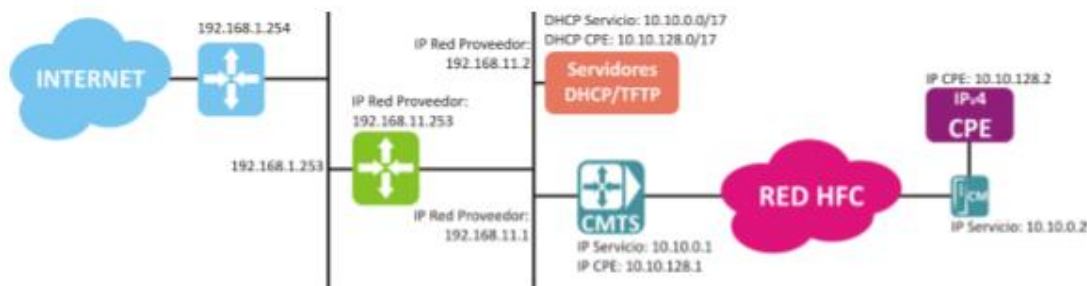 192.168.1.254
INTERNET
DHCP Servicio: 10.10.0.0/17
DHCP CPE: 10.10.128.0/17
IP Red Proveedor:
192.168.11.2
Servidores
DHCP/TFTP
IP CPE: 10.10.128.2
IPv4
CPE
IP Red Proveedor:
192.168.11.253
192.168.1.253
RED HFC
CM
IP Red Proveedor:
192.168.11.1
CMTS
IP Servicio: 10.10.0.1
IP CPE: 10.10.128.1
IP Servicio: 10.10.0.2